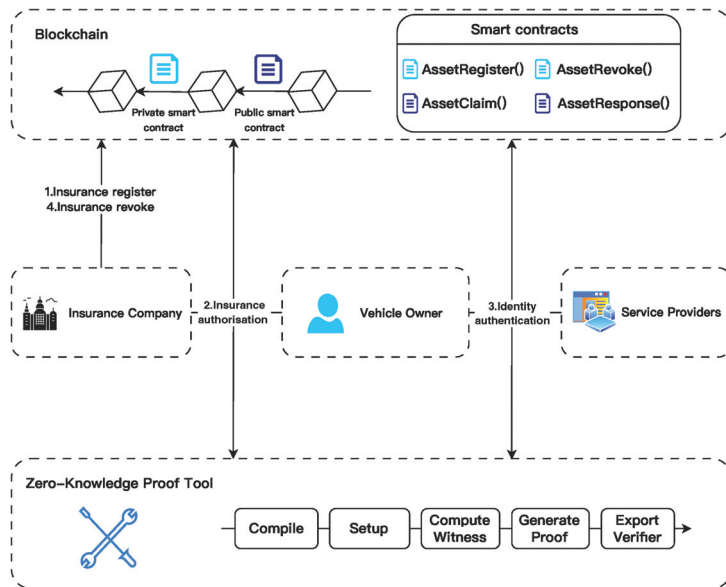 Blockchain
Smart contracts
AssetRegister()
AssetRevoke()
AssetClaim()
AssetResponse()
Private smart
contract
Public smart
contract
1.Insurance register
4.Insurance revoke
Insurance Company
2.Insurance
authorisation
Vehicle Owner
3.Identity
authentication
Service Providers
Zero-Knowledge Proof Tool
Compile
Setup
Compute
Witness
Generate
Proof
Export
Verifier